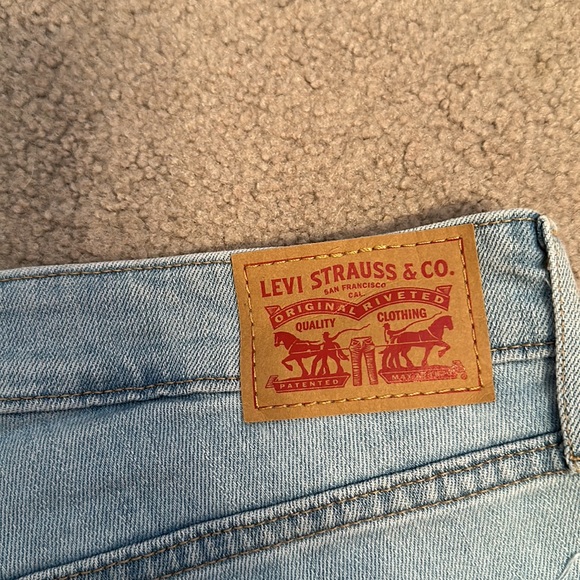 LEVI STRAUSS & CO.
SAN FRANCISCO
CAL.
ORIGINAL RIVETED
QUALITY CLOTHING
PATENTED